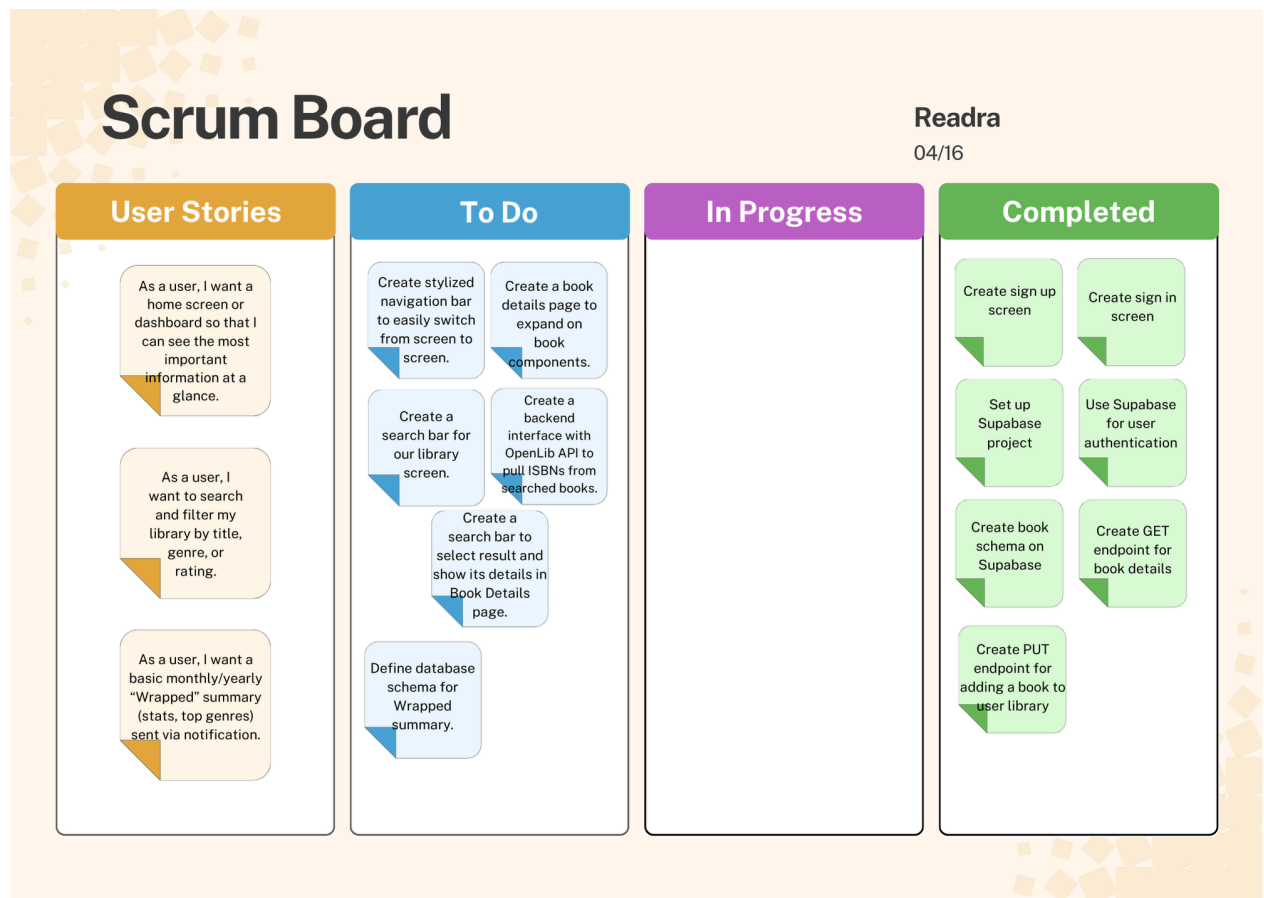 Scrum Board
Readra
04/16
User Stories
As a user, I want a
home screen or
dashboard so that I
can see the most
important
information at a
glance.
As a user, I
want to search
and filter my
library by title,
genre, or
rating.
As a user, I want a
basic monthly/yearly
“Wrapped” summary
(stats, top genres)
sent via notification.
To Do
Create stylized
navigation bar
to easily switch
from screen to
screen.
Create a book
details page to
expand on
book
components.
Create a
search bar for
our library
screen.
Create a
backend
interface with
OpenLib API to
pull ISBNs from
searched books.
Create a
search bar to
select result and
show its details in
Book Details
page.
Define database
schema for
Wrapped
summary.
In Progress
Completed
Create sign up
screen
Create sign in
screen
Set up
Supabase
project
Use Supabase
for user
authentication
Create book
schema on
Supabase
Create GET
endpoint for
book details
Create PUT
endpoint for
adding a book to
user library